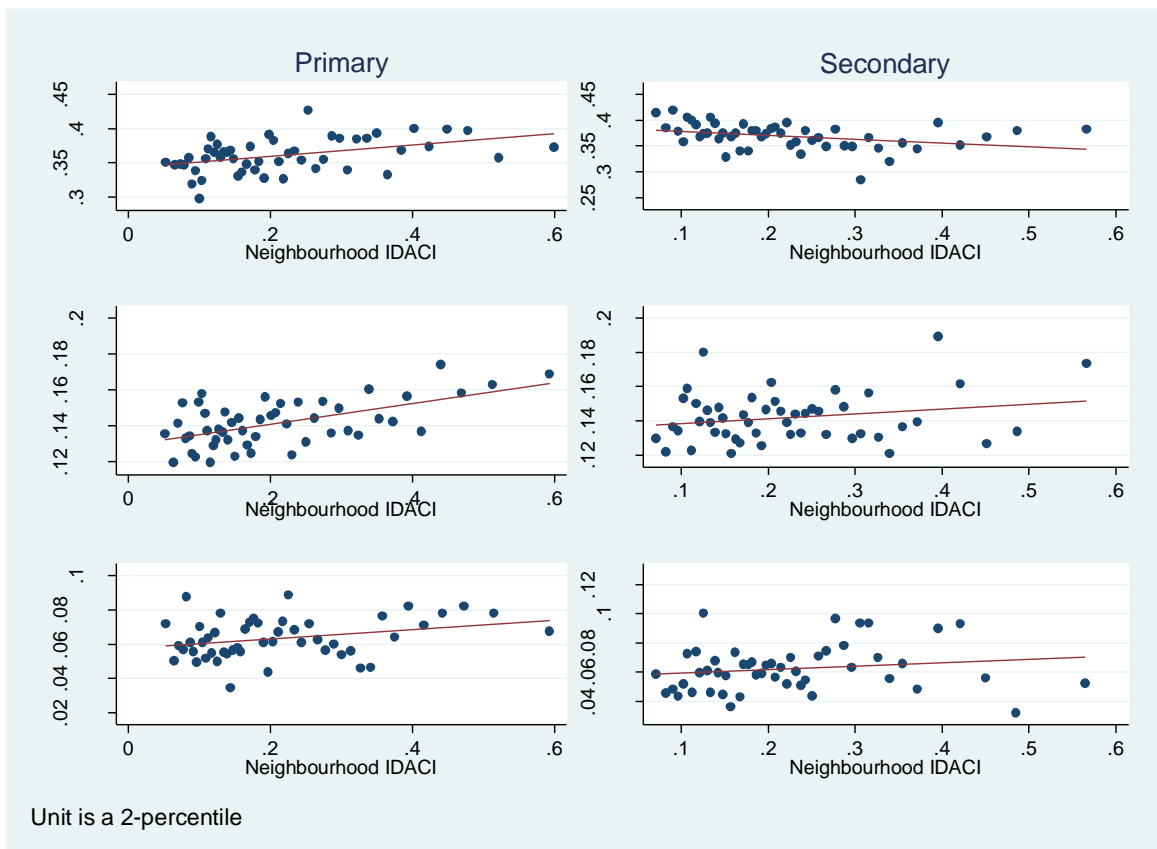 Primary
.3 .35 .4 .45
0 .2 .4 .6
Neighbourhood IDACI
Secondary
.25 .3 .35 .4 .45
.1 .2 .3 .4 .5 .6
Neighbourhood IDACI
.12 .14 .16 .18 .2
0 .2 .4 .6
Neighbourhood IDACI
.12 .14 .16 .18 .2
.1 .2 .3 .4 .5 .6
Neighbourhood IDACI
.02 .04 .06 .08 .1
0 .2 .4 .6
Neighbourhood IDACI
.04 .06 .08 .1 .12
.1 .2 .3 .4 .5 .6
Neighbourhood IDACI
Unit is a 2-percentile